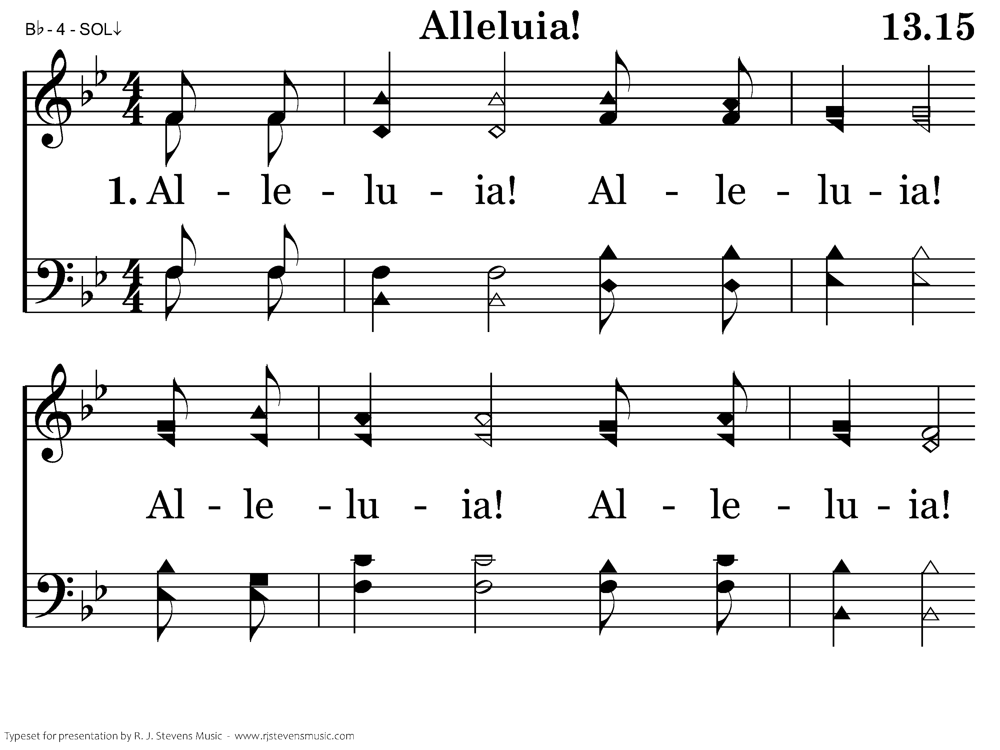 B♭ - 4 - SOL↓ Alleluia! 13.15
1. Al - le - lu - ia! Al - le - lu - ia!
Al - le - lu - ia! Al - le - lu - ia!
Typeset for presentation by R. J. Stevens Music - www.rjstevensmusic.com